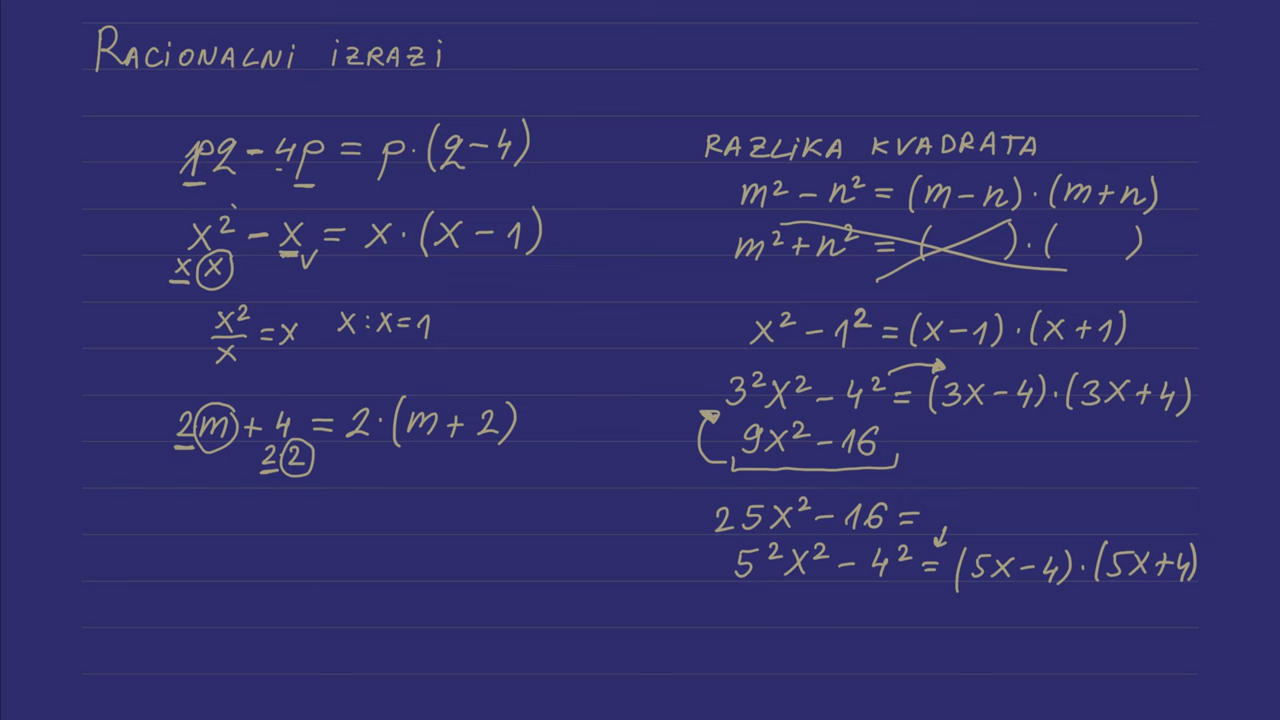 RACIONALNI IZRAZI
pq - 4p = p·(q-4)
x² - x = x·(x-1)
x x
x²/x = x   x:x=1
2m + 4 = 2·(m+2)
2·2
RAZLIKA KVADRATA
m² - n² = (m-n)·(m+n)
m² + n² = (   )·(   )
x² - 1² = (x-1)·(x+1)
3²x² - 4² = (3x-4)·(3x+4)
9x² - 16
25x² - 16 =
5²x² - 4² = (5x-4)·(5x+4)